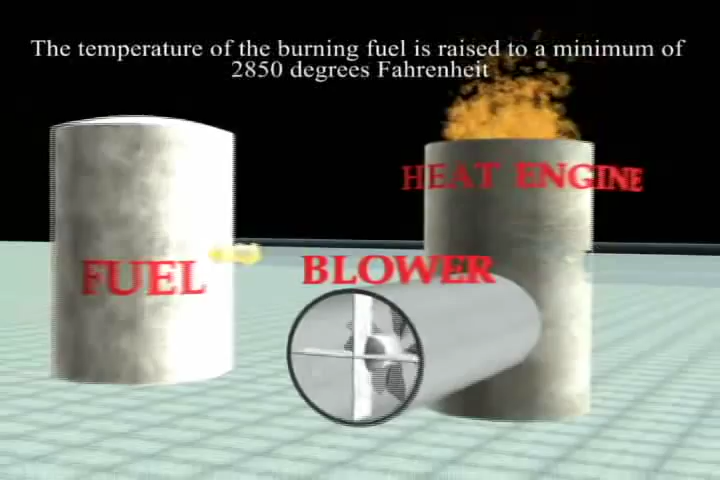 The temperature of the burning fuel is raised to a minimum of
2850 degrees Fahrenheit
HEAT ENGINE
FUEL
BLOWER